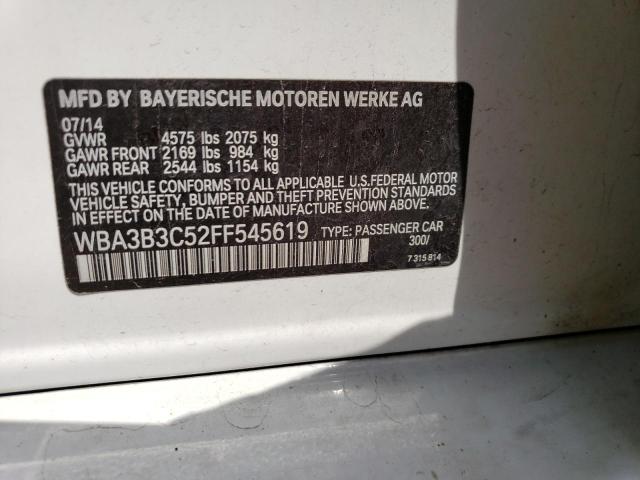 MFD BY BAYERISCHE MOTOREN WERKE AG
07/14
GVWR 4575 lbs 2075 kg
GAWR FRONT 2169 lbs 984 kg
GAWR REAR 2544 lbs 1154 kg
THIS VEHICLE CONFORMS TO ALL APPLICABLE U.S.FEDERAL MOTOR
VEHICLE SAFETY, BUMPER AND THEFT PREVENTION STANDARDS
IN EFFECT ON THE DATE OF MANUFACTURE SHOWN ABOVE.
WBA3B3C52FF545619 TYPE: PASSENGER CAR
300/
7 315 814